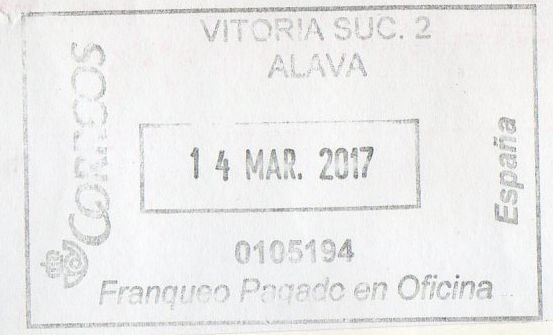 VITORIA SUC. 2
ALAVA
CORREOS
14 MAR. 2017
España
0105194
Franqueo Pagado en Oficina